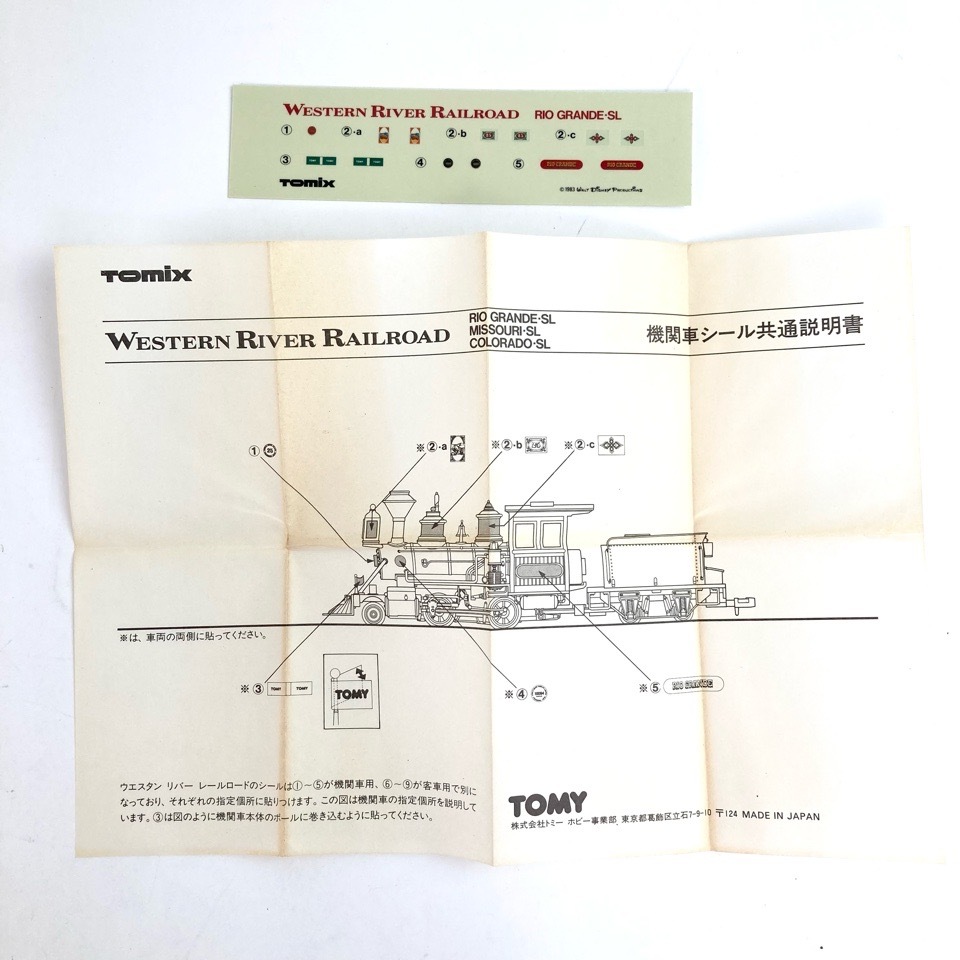 WESTERN RIVER RAILROAD RIO GRANDE·SL
① ②·a ②·b ②·c
③ ④ ⑤ RIO GRANDE RIO GRANDE
TOMIX © 1983 WALT DISNEY PRODUCTIONS
TOMIX
WESTERN RIVER RAILROAD
RIO GRANDE·SL
MISSOURI·SL
COLORADO·SL
機関車シール共通説明書
① 25 ※②·a ※②·b ※②·c
※は、車両の両側に貼ってください。
※③ TOMY TOMY
TOMY
※④
※⑤ RIO GRANDE
ウエスタン リバー レールロードのシールは①～⑤が機関車用、⑥～⑨が客車用で別に
なっており、それぞれの指定個所に貼りつけます。この図は機関車の指定個所を説明して
います。③は図のように機関車本体のポールに巻き込むように貼ってください。
TOMY
株式会社トミー ホビー事業部 東京都葛飾区立石7-9-10 〒124 MADE IN JAPAN